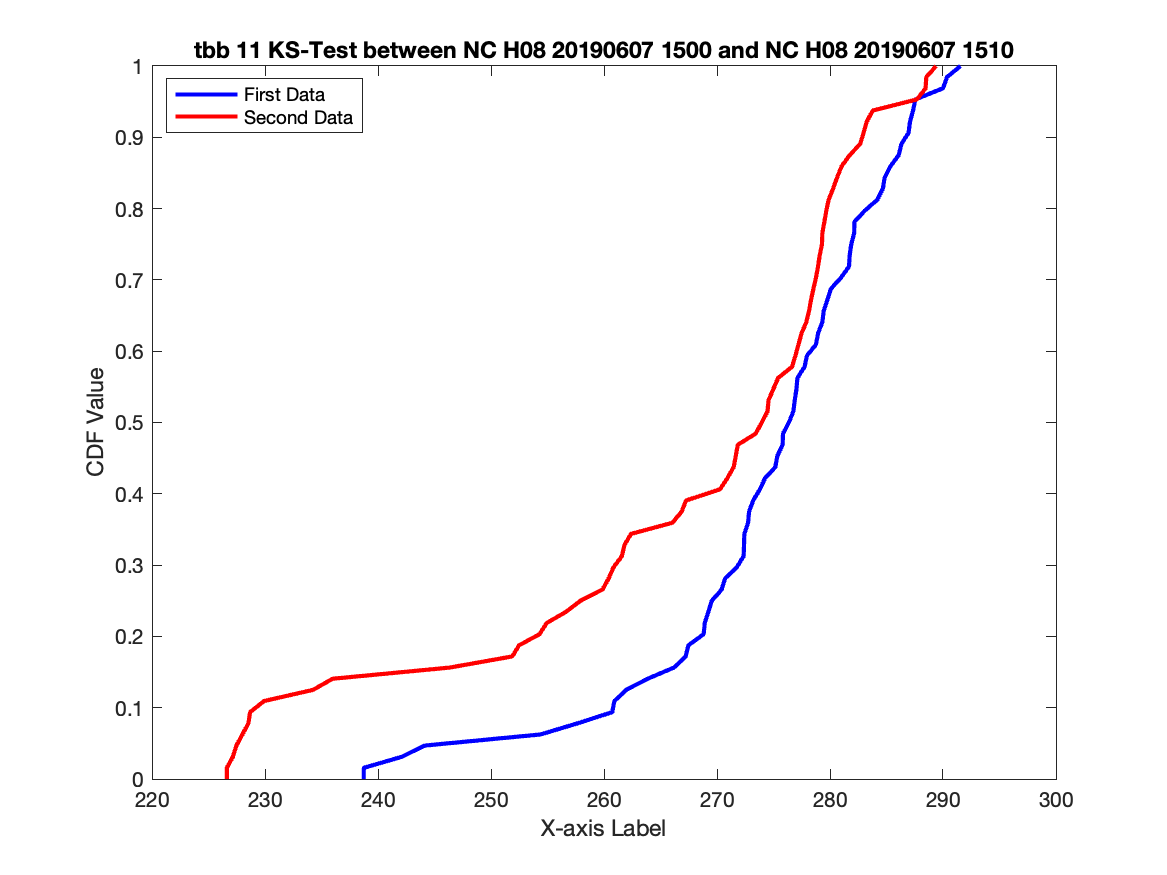 tbb 11 KS-Test between NC H08 20190607 1500 and NC H08 20190607 1510
First Data
Second Data
1
0.9
0.8
0.7
0.6
0.5
0.4
0.3
0.2
0.1
0
CDF Value
220 230 240 250 260 270 280 290 300
X-axis Label